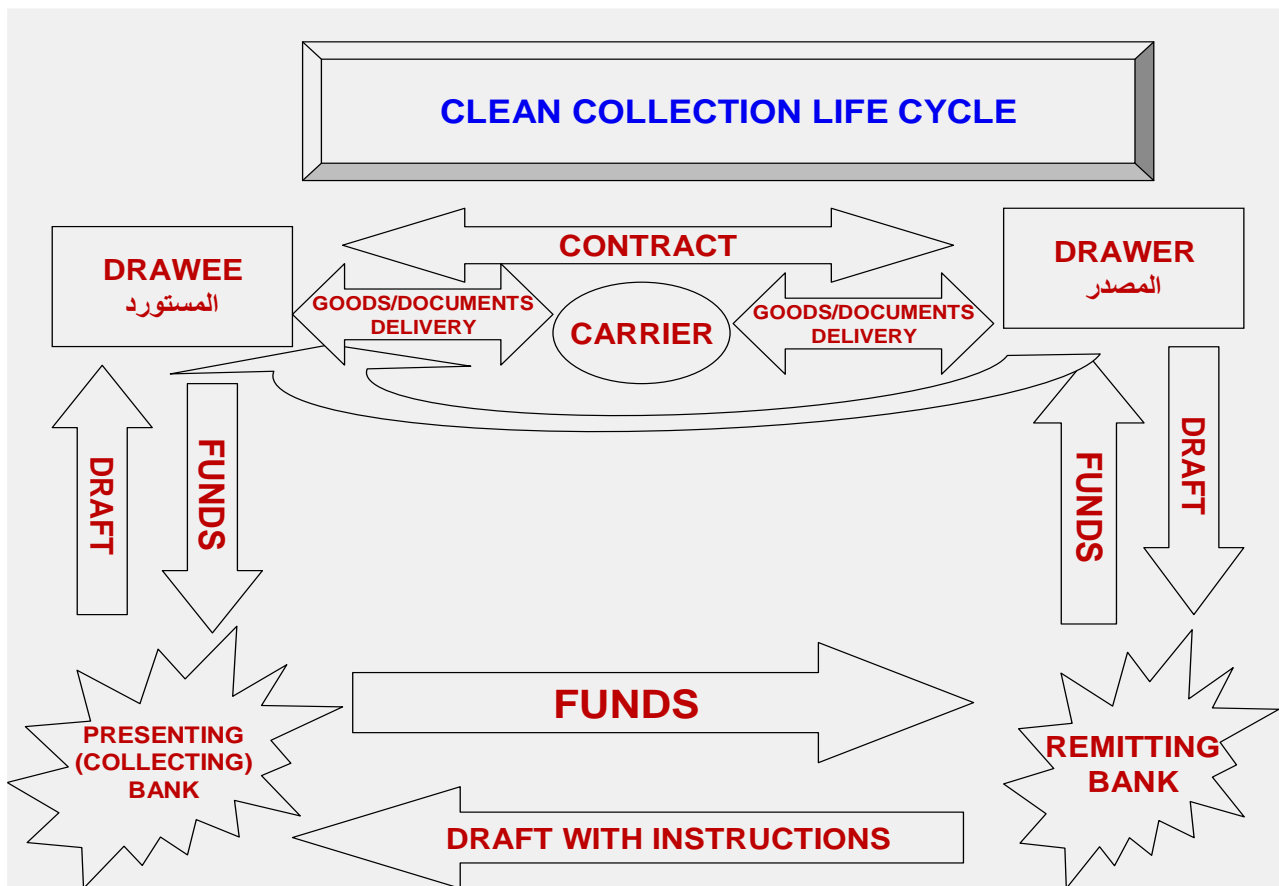 CLEAN COLLECTION LIFE CYCLE
CONTRACT
DRAWEE
المستورد
DRAWER
المصدر
GOODS/DOCUMENTS
DELIVERY
CARRIER
GOODS/DOCUMENTS
DELIVERY
DRAFT
FUNDS
FUNDS
DRAFT
FUNDS
PRESENTING
(COLLECTING)
BANK
REMITTING
BANK
DRAFT WITH INSTRUCTIONS